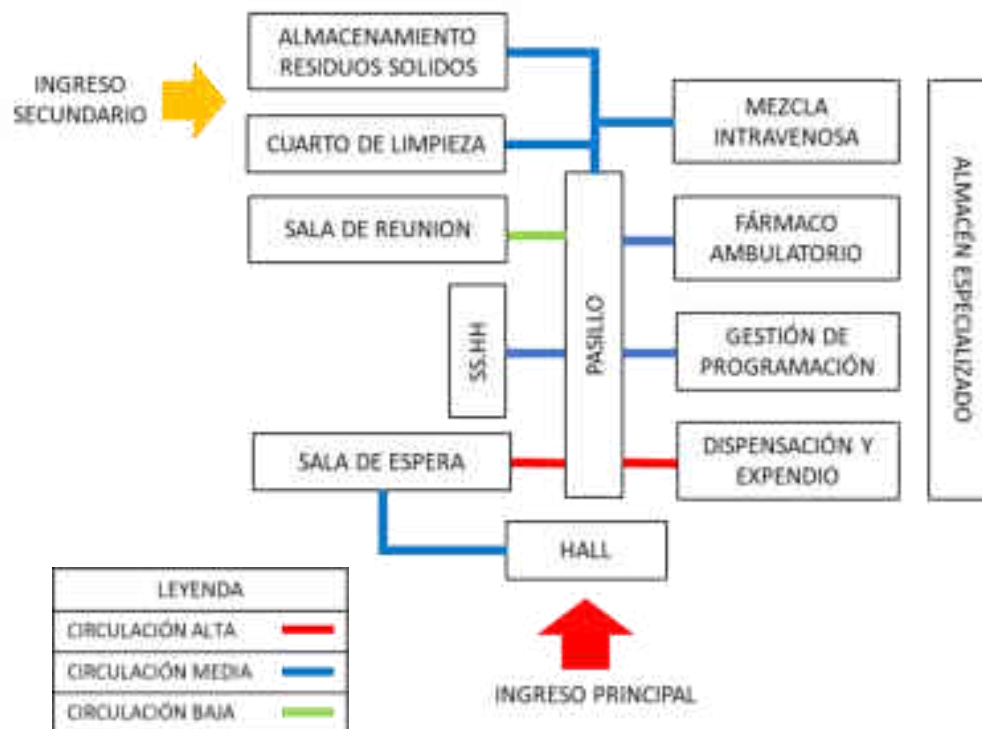 ALMACENAMIENTO
RESIDUOS SOLIDOS
INGRESO
SECUNDARIO
MEZCLA
INTRAVENOSA
CUARTO DE LIMPIEZA
SALA DE REUNION
FÁRMACO
AMBULATORIO
ALMACÉN ESPECIALIZADO
PASILLO
SS.HH
GESTIÓN DE
PROGRAMACIÓN
SALA DE ESPERA
DISPENSACIÓN Y
EXPENDIO
HALL
LEYENDA
CIRCULACIÓN ALTA
CIRCULACIÓN MEDIA
CIRCULACIÓN BAJA
INGRESO PRINCIPAL